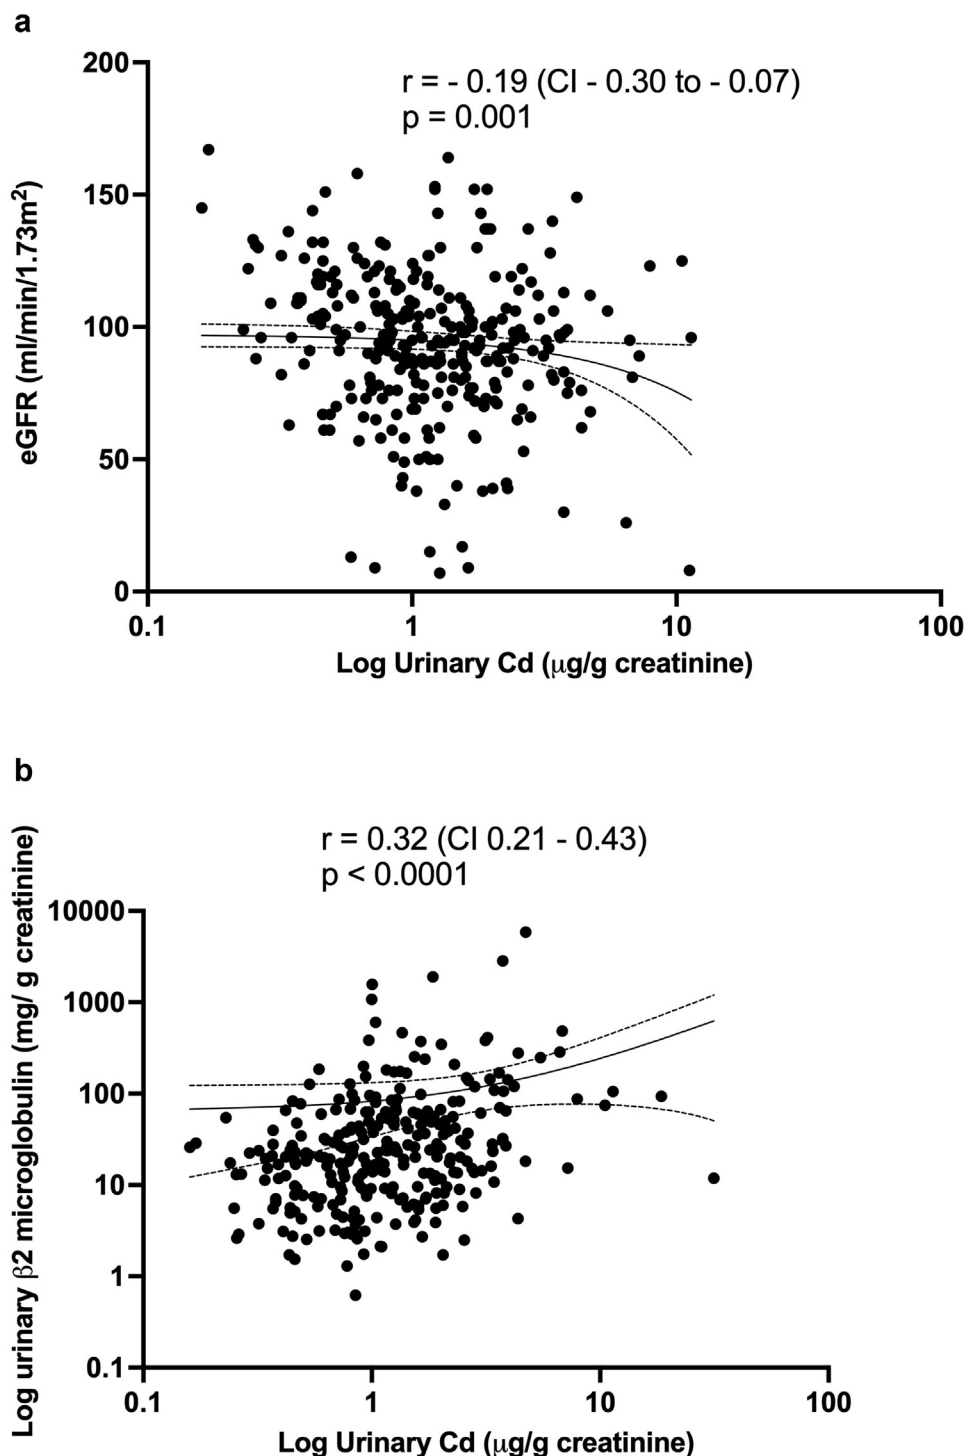 a
r = - 0.19 (CI - 0.30 to - 0.07)
p = 0.001
200
150
100
50
0
eGFR (ml/min/1.73m²)
0.1 1 10 100
Log Urinary Cd (μg/g creatinine)
b
r = 0.32 (CI 0.21 - 0.43)
p < 0.0001
10000
1000
100
10
1
0.1
Log urinary β2 microglobulin (mg/ g creatinine)
0.1 1 10 100
Log Urinary Cd (μg/g creatinine)